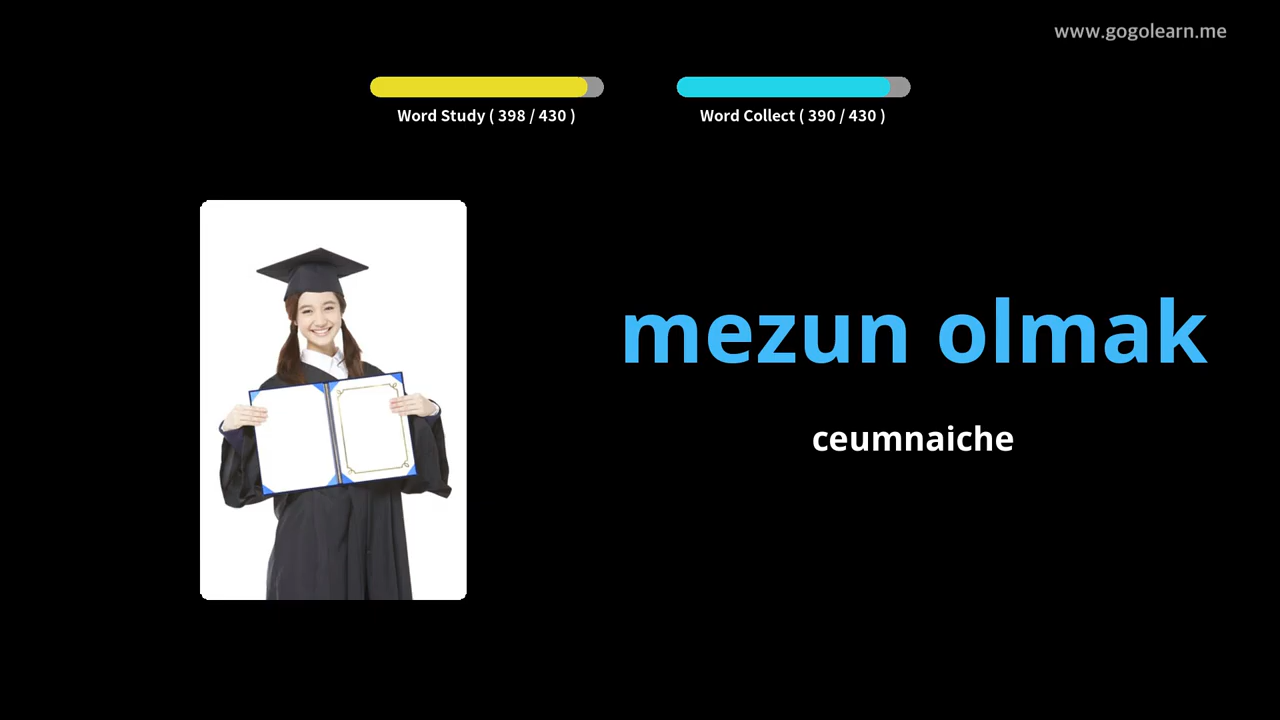 www.gogolearn.me
Word Study ( 398 / 430 )
Word Collect ( 390 / 430 )
mezun olmak
ceumnaiche